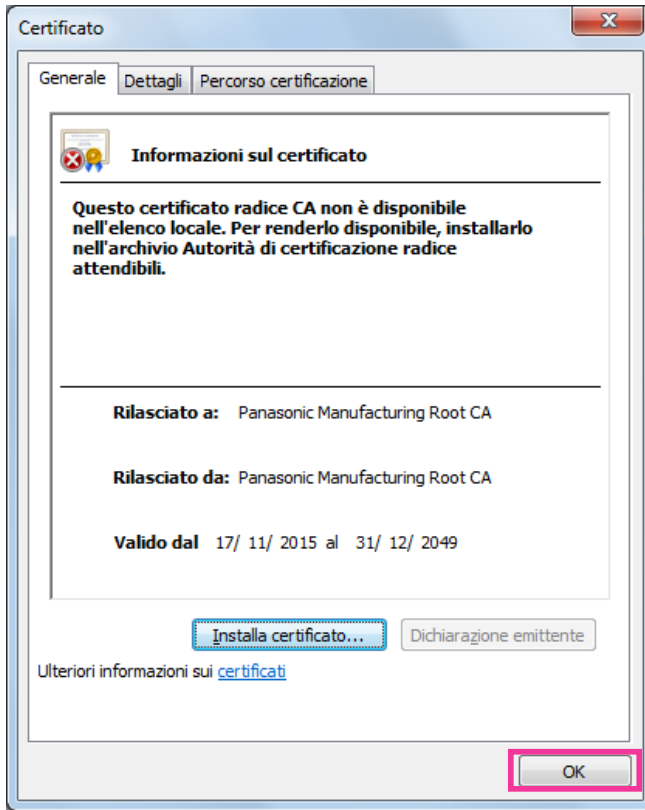 Certificato
Generale
Dettagli
Percorso certificazione
Informazioni sul certificato
Questo certificato radice CA non è disponibile
nell'elenco locale. Per renderlo disponibile, installarlo
nell'archivio Autorità di certificazione radice
attendibili.
Rilasciato a: Panasonic Manufacturing Root CA
Rilasciato da: Panasonic Manufacturing Root CA
Valido dal 17/ 11/ 2015 al 31/ 12/ 2049
Installa certificato...
Dichiarazione emittente
Ulteriori informazioni sui certificati
OK